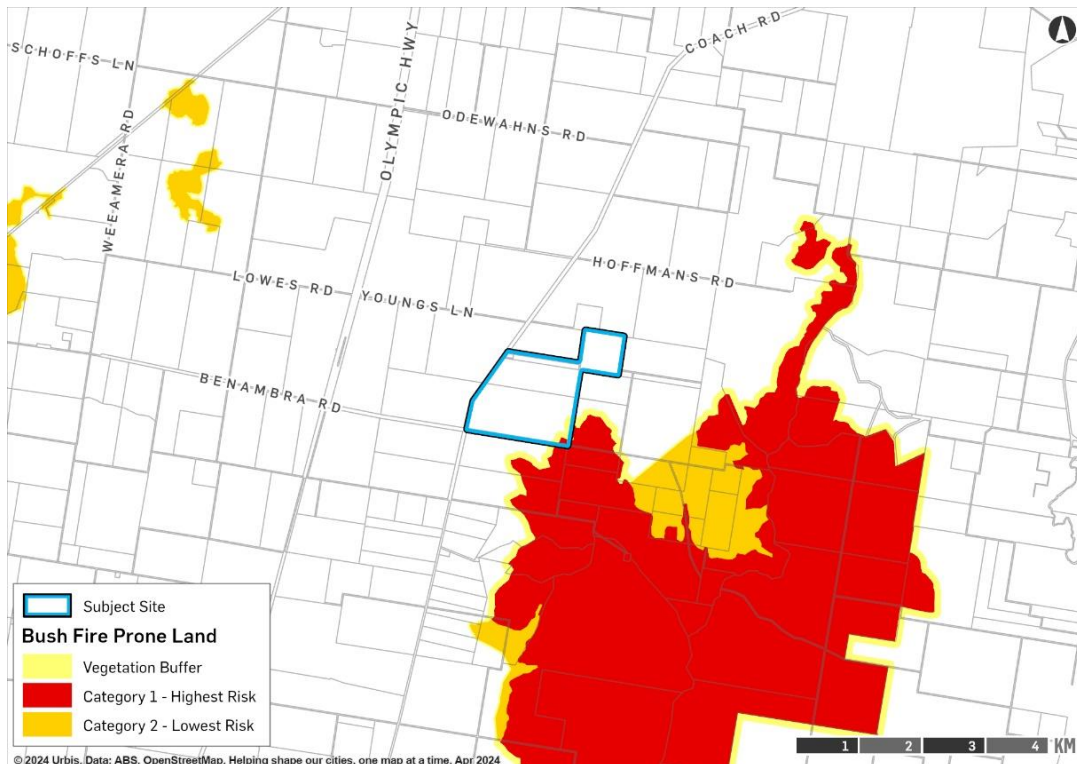 COACH RD
SCHOFFS LN
OLYMPIC HWY
ODEWAHNS RD
WEEAMERA RD
HOFFMANS RD
LOWES RD
YOUNGS LN
BENAMBRA RD
Subject Site
Bush Fire Prone Land
Vegetation Buffer
Category 1 - Highest Risk
Category 2 - Lowest Risk
1 2 3 4 KM
© 2024 Urbis. Data: ABS, OpenStreetMap. Helping shape our cities, one map at a time. Apr 2024